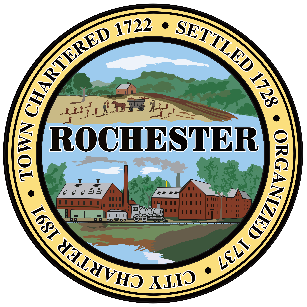 TOWN CHARTERED 1722 • SETTLED 1728 • ORGANIZED 1737 • CITY CHARTER 1891 •
ROCHESTER